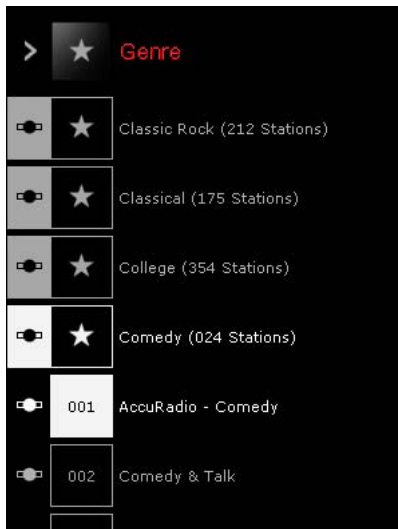 Genre
Classic Rock (212 Stations)
Classical (175 Stations)
College (354 Stations)
Comedy (024 Stations)
001 AccuRadio - Comedy
002 Comedy & Talk